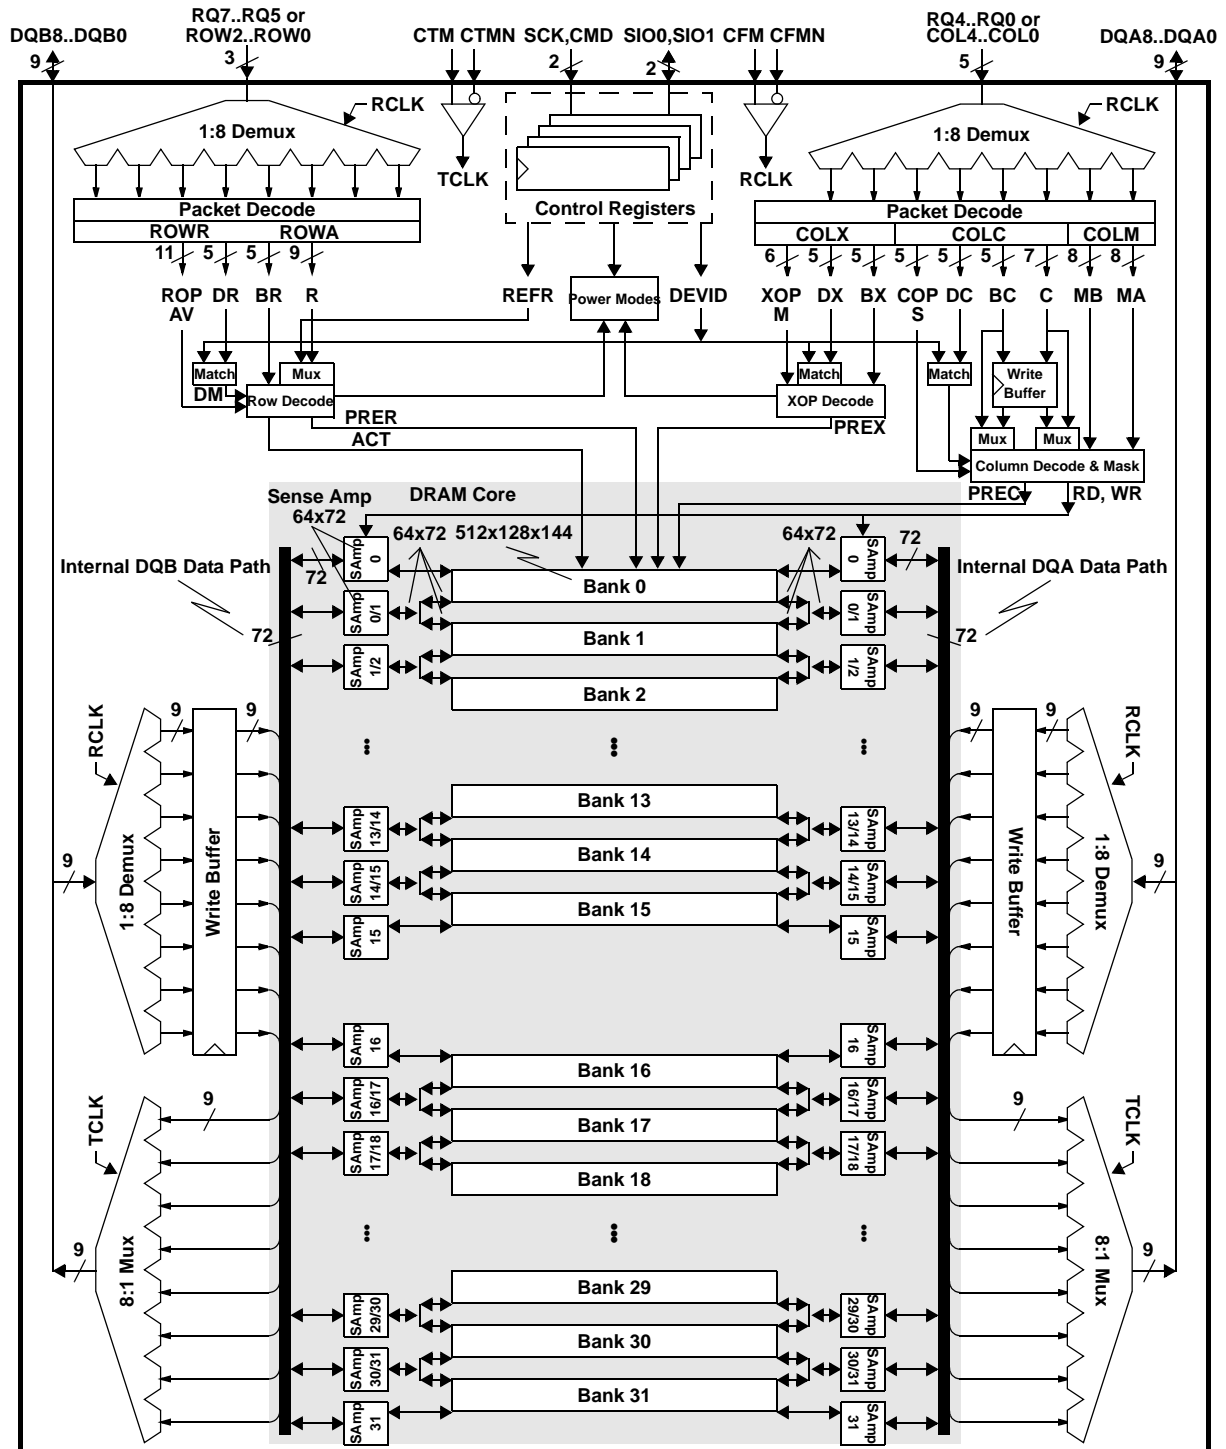 RQ7..RQ5 or
RQ4..RQ0 or
DQB8..DQB0
ROW2..ROW0
CTM CTMN
SCK,CMD
SIO0,SIO1
CFM CFMN
COL4..COL0
DQA8..DQA0
9
3
2
2
5
9
RCLK
RCLK
1:8 Demux
1:8 Demux
TCLK
RCLK
Packet Decode
Control Registers
Packet Decode
ROWR
ROWA
COLX
COLC
COLM
11
5
5
9
6
5
5
5
5
5
7
8
8
ROP
DR
BR
R
REFR
Power Modes
DEVID
XOP
DX
BX
COP
DC
BC
C
MB
MA
AV
M
S
Match
Mux
Match
Match
Write
Buffer
DM
Row Decode
XOP Decode
PRER
PREX
ACT
Mux
Mux
Column Decode & Mask
PREC
RD, WR
Sense Amp
DRAM Core
64x72
64x72
512x128x144
64x72
SAmp
0
72
72
SAmp
0
72
Internal DQB Data Path
Internal DQA Data Path
Bank 0
SAmp
0/1
SAmp
0/1
72
Bank 1
72
SAmp
1/2
SAmp
1/2
Bank 2
RCLK
9
9
9
9
RCLK
•••
•••
•••
Bank 13
SAmp
13/14
SAmp
13/14
Bank 14
9
1:8 Demux
Write Buffer
SAmp
14/15
SAmp
14/15
Write Buffer
1:8 Demux
9
Bank 15
SAmp
15
SAmp
15
SAmp
16
SAmp
16
Bank 16
TCLK
9
SAmp
16/17
SAmp
16/17
9
TCLK
Bank 17
SAmp
17/18
SAmp
17/18
Bank 18
•••
•••
•••
9
8:1 Mux
8:1 Mux
9
Bank 29
SAmp
29/30
SAmp
29/30
Bank 30
SAmp
30/31
SAmp
30/31
Bank 31
SAmp
31
SAmp
31